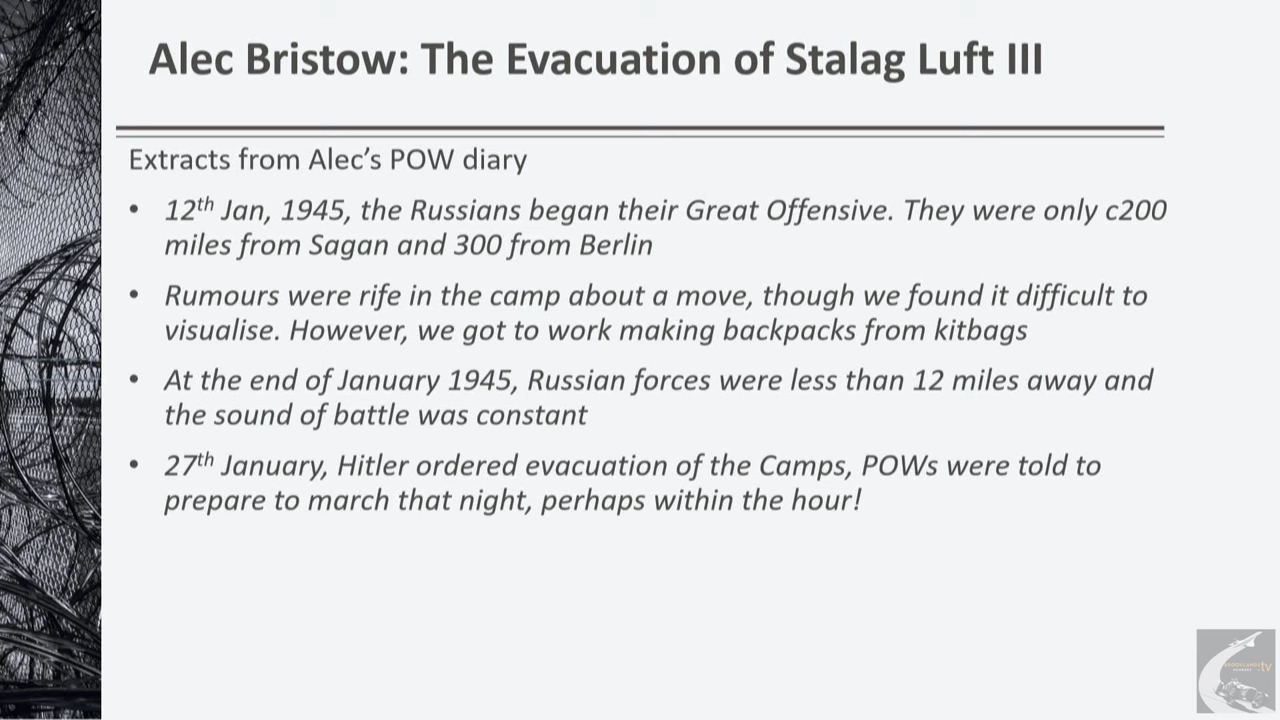 Alec Bristow: The Evacuation of Stalag Luft III
Extracts from Alec’s POW diary
• 12th Jan, 1945, the Russians began their Great Offensive. They were only c200
miles from Sagan and 300 from Berlin
• Rumours were rife in the camp about a move, though we found it difficult to
visualise. However, we got to work making backpacks from kitbags
• At the end of January 1945, Russian forces were less than 12 miles away and
the sound of battle was constant
• 27th January, Hitler ordered evacuation of the Camps, POWs were told to
prepare to march that night, perhaps within the hour!
BROOKLANDS
MEMBERS .tv